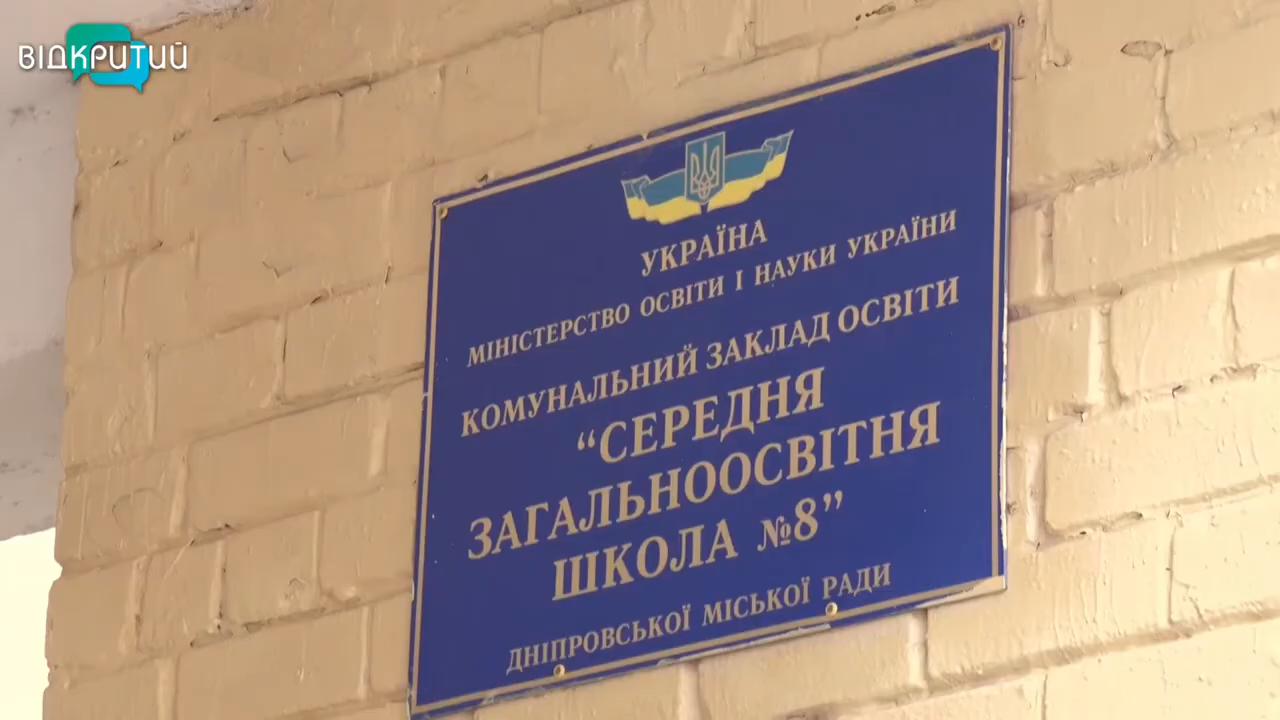 ВІДКРИТИЙ
УКРАЇНА
МІНІСТЕРСТВО ОСВІТИ І НАУКИ УКРАЇНИ
КОМУНАЛЬНИЙ ЗАКЛАД ОСВІТИ
“СЕРЕДНЯ
ЗАГАЛЬНООСВІТНЯ
ШКОЛА №8”
ДНІПРОВСЬКОЇ МІСЬКОЇ РАДИ